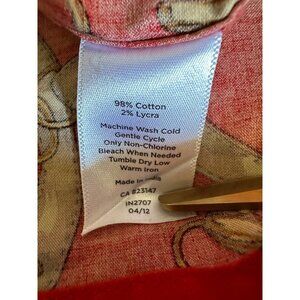 98% Cotton
2% Lycra
Machine Wash Cold
Gentle Cycle
Only Non-Chlorine
Bleach When Needed
Tumble Dry Low
Warm Iron
Made in India
CA #23147
IN2707
04/12